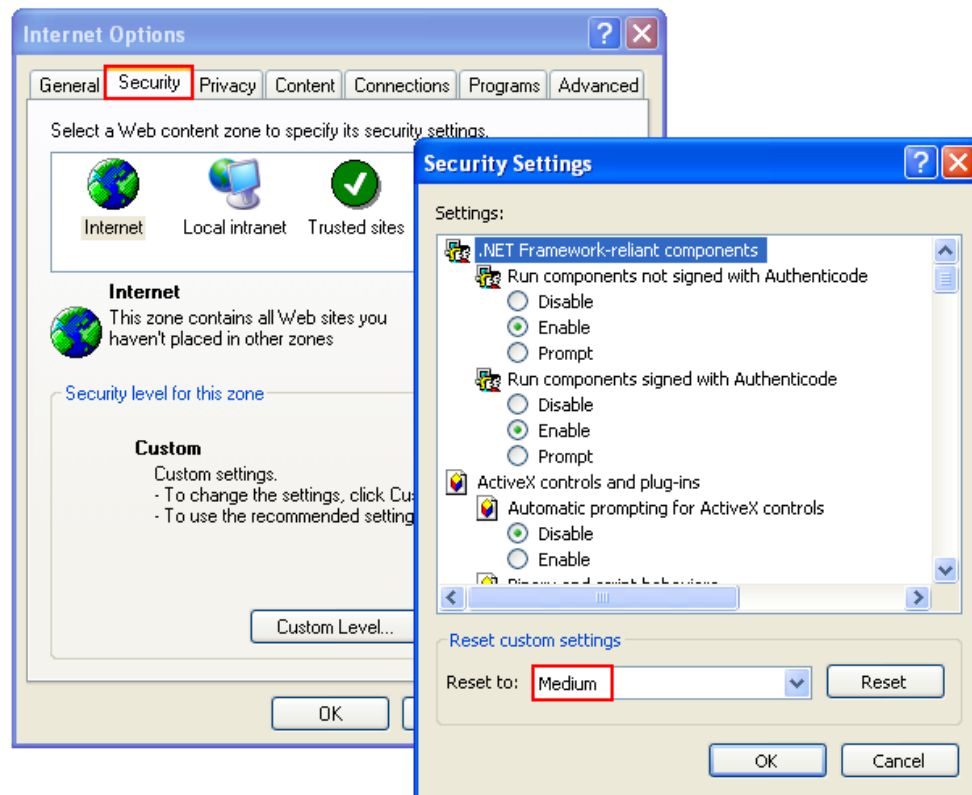 Internet Options
General Security Privacy Content Connections Programs Advanced
Select a Web content zone to specify its security settings.
Internet Local intranet Trusted sites
Internet
This zone contains all Web sites you
haven't placed in other zones
Security level for this zone
Custom
Custom settings.
- To change the settings, click Cu
- To use the recommended setting
Custom Level...
OK
Security Settings
Settings:
.NET Framework-reliant components
Run components not signed with Authenticode
Disable
Enable
Prompt
Run components signed with Authenticode
Disable
Enable
Prompt
ActiveX controls and plug-ins
Automatic prompting for ActiveX controls
Disable
Enable
Binary and script behaviors
Reset custom settings
Reset to: Medium Reset
OK Cancel